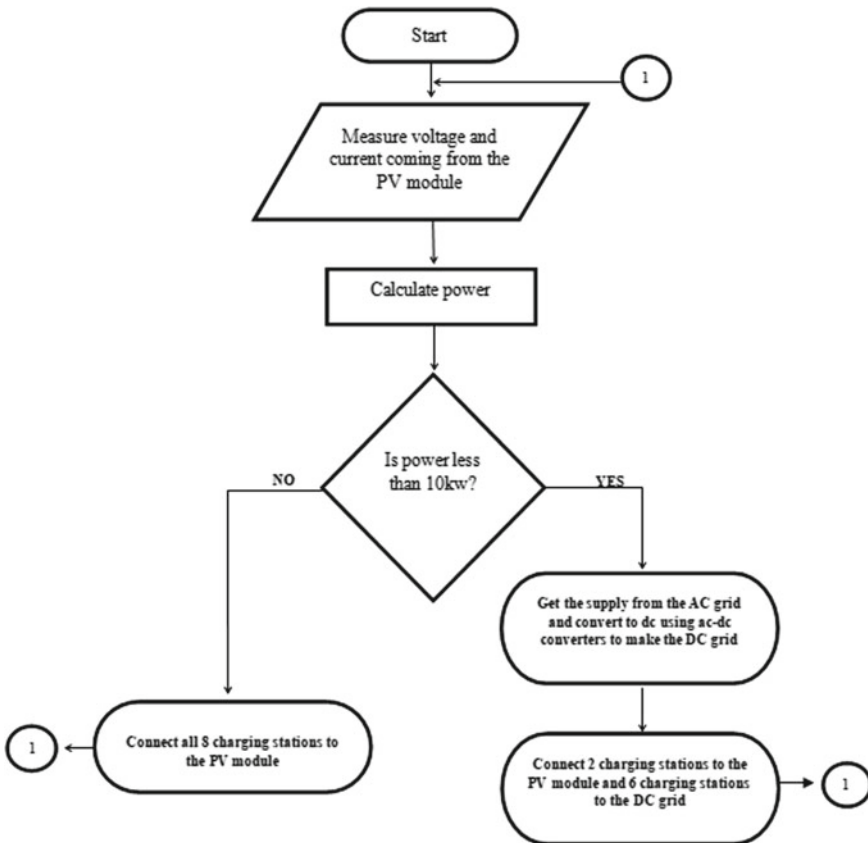 Start
1
Measure voltage and
current coming from the
PV module
Calculate power
Is power less
than 10kw?
NO
YES
Get the supply from the AC grid
and convert to dc using ac-dc
converters to make the DC grid
Connect all 8 charging stations to
the PV module
1
Connect 2 charging stations to the
PV module and 6 charging stations
to the DC grid
1